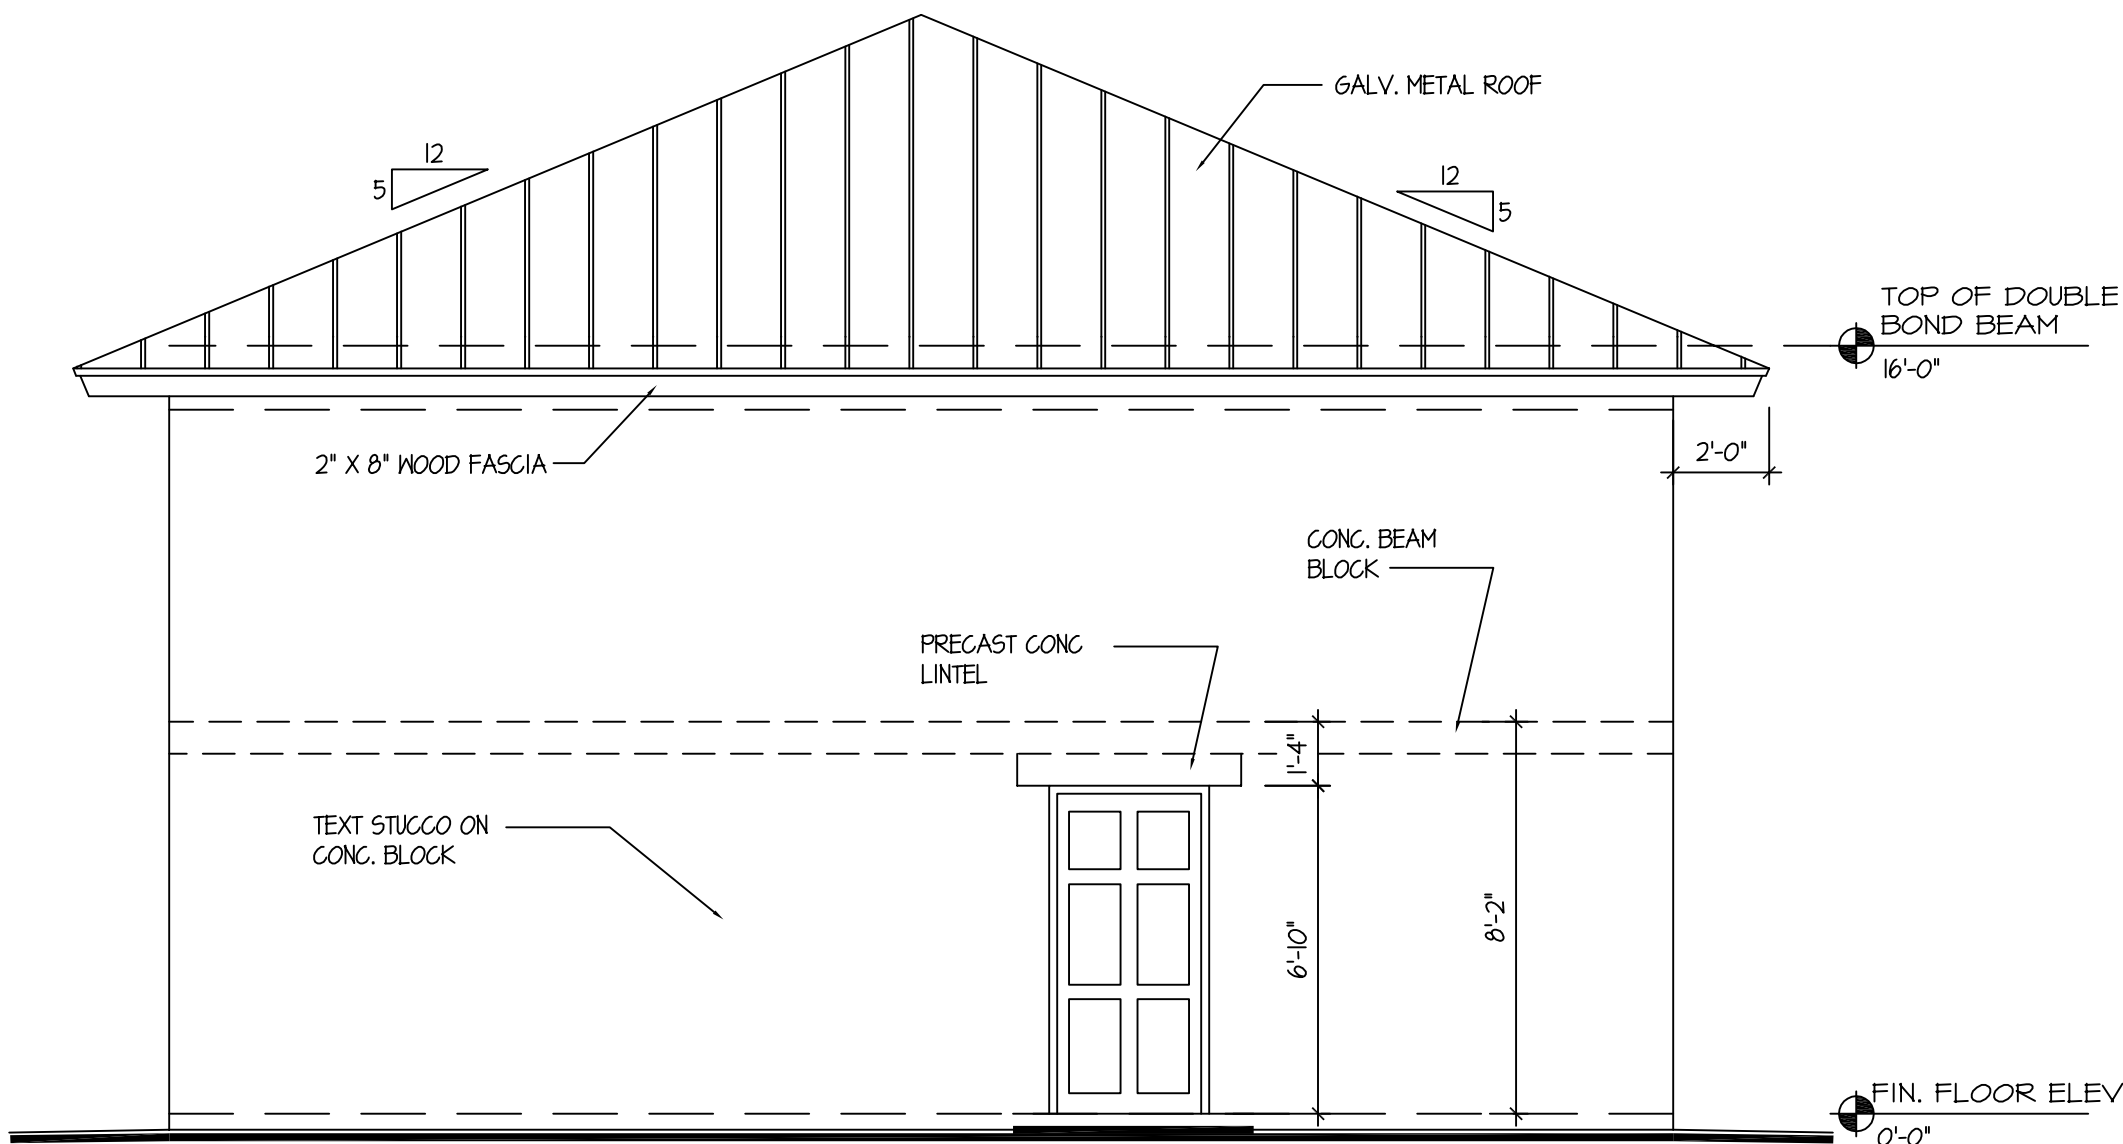 GALV. METAL ROOF
12
5
12
5
TOP OF DOUBLE
BOND BEAM
16'-0"
2" X 8" WOOD FASCIA
2'-0"
CONC. BEAM
BLOCK
PRECAST CONC
LINTEL
1'-4"
TEXT STUCCO ON
CONC. BLOCK
6'-10"
8'-2"
FIN. FLOOR ELEV
0'-0"